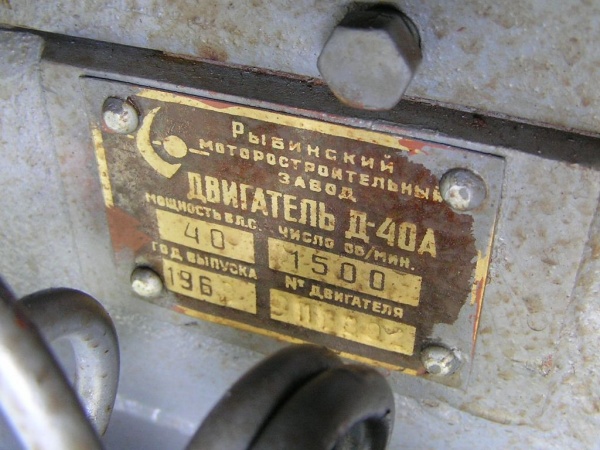 Рыбинский
моторостроительный
завод
ДВИГАТЕЛЬ Д-40А
МОЩНОСТЬ В Л.С. ЧИСЛО ОБ/МИН.
40 1500
ГОД ВЫПУСКА № ДВИГАТЕЛЯ